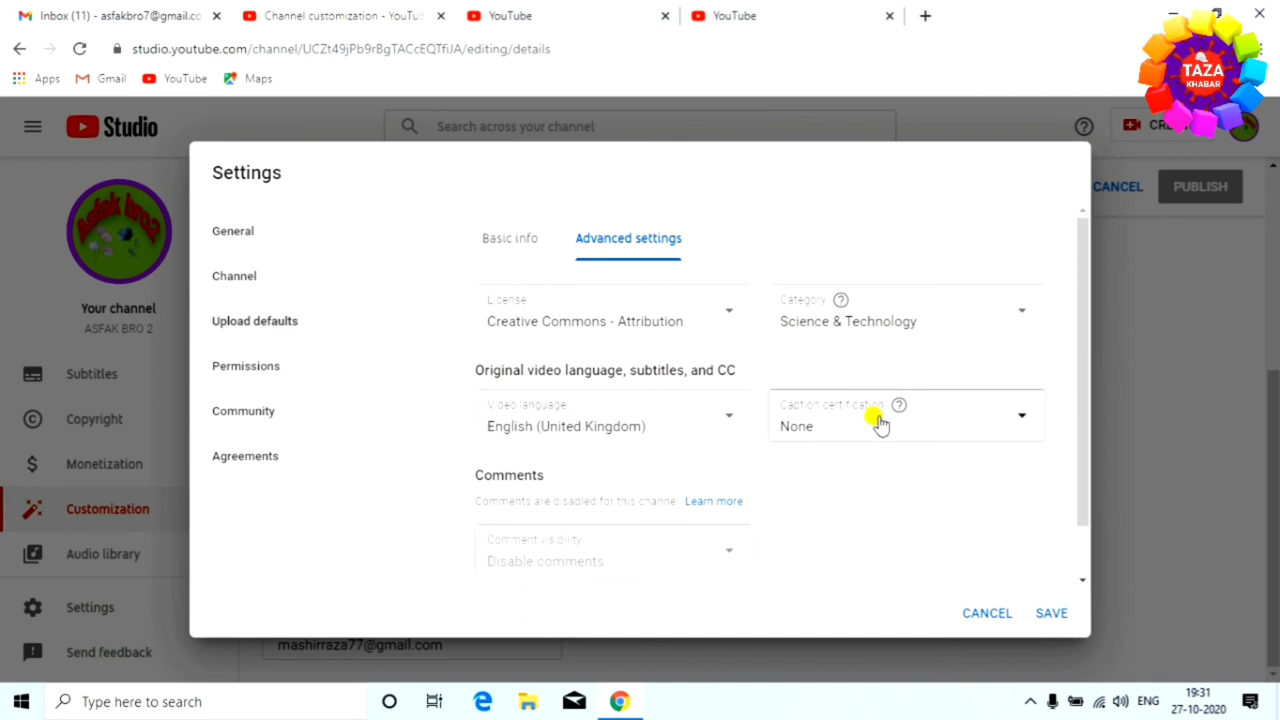 Inbox (11) - asfakbro7@gmail.co
Channel customization - YouTu
YouTube
YouTube
studio.youtube.com/channel/UCZt49jPb9rBgTACcEQTfiJA/editing/details
Apps
Gmail
YouTube
Maps
TAZA
KHABAR
Studio
Search across your channel
CANCEL
PUBLISH
Asfak bro2
Your channel
ASFAK BRO 2
Subtitles
Copyright
Monetization
Customization
Audio library
Settings
Send feedback
Settings
General
Channel
Upload defaults
Permissions
Community
Agreements
Basic info
Advanced settings
License
Creative Commons - Attribution
Category
Science & Technology
Original video language, subtitles, and CC
Video language
English (United Kingdom)
Caption certification
None
Comments
Comments are disabled for this channel Learn more
Comment visibility
Disable comments
CANCEL
SAVE
mashirraza77@gmail.com
Type here to search
ENG
19:31
27-10-2020